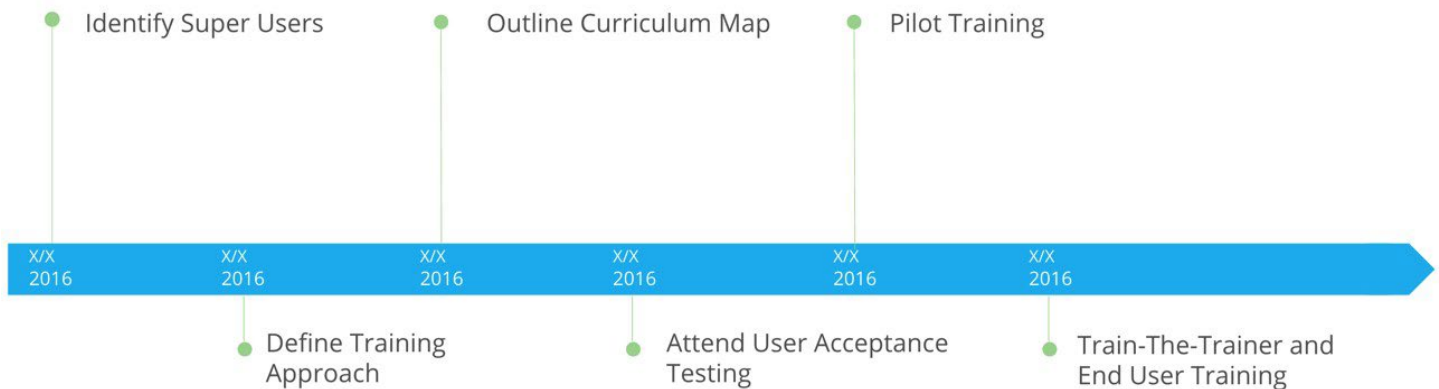 Identify Super Users
Outline Curriculum Map
Pilot Training
X/X
2016
X/X
2016
X/X
2016
X/X
2016
X/X
2016
X/X
2016
Define Training
Approach
Attend User Acceptance
Testing
Train-The-Trainer and
End User Training